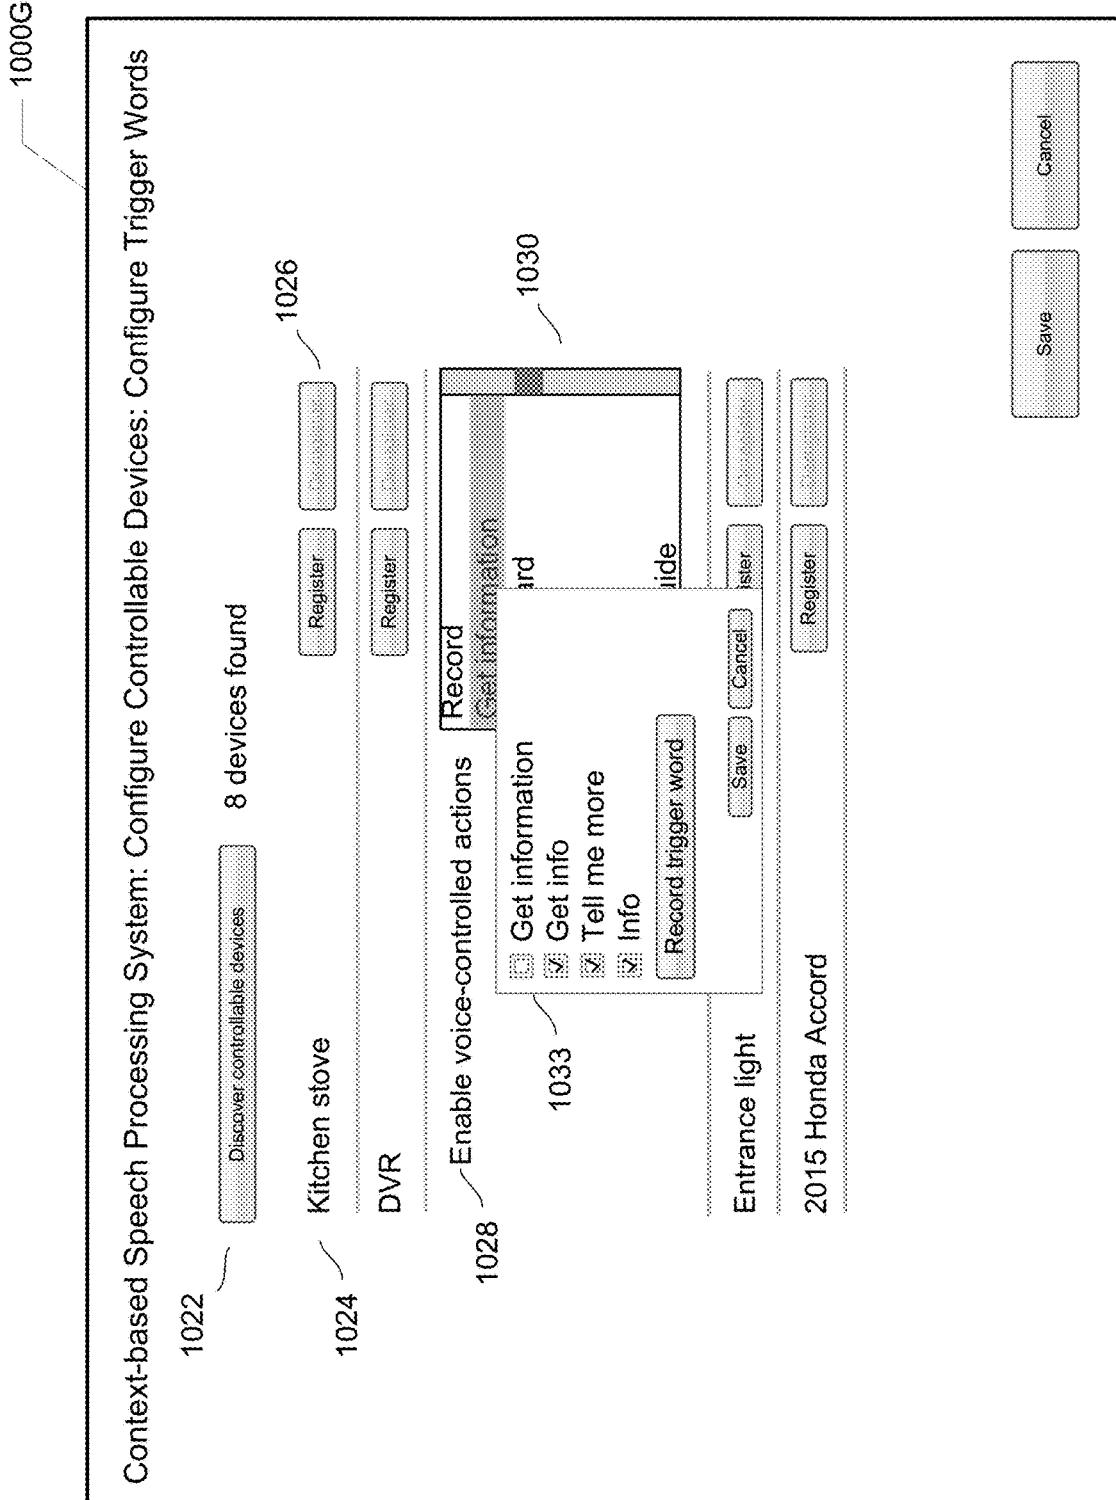 1000G
Context-based Speech Processing System: Configure Controllable Devices: Configure Trigger Words
1022
Discover controllable devices
8 devices found
1024
Kitchen stove
Register
1026
DVR
Register
1028
Enable voice-controlled actions
Record
Get information
ard
uide
1030
1033
Get information
Get info
Tell me more
Info
Record trigger word
Save
Cancel
Entrance light
ister
2015 Honda Accord
Register
Save
Cancel